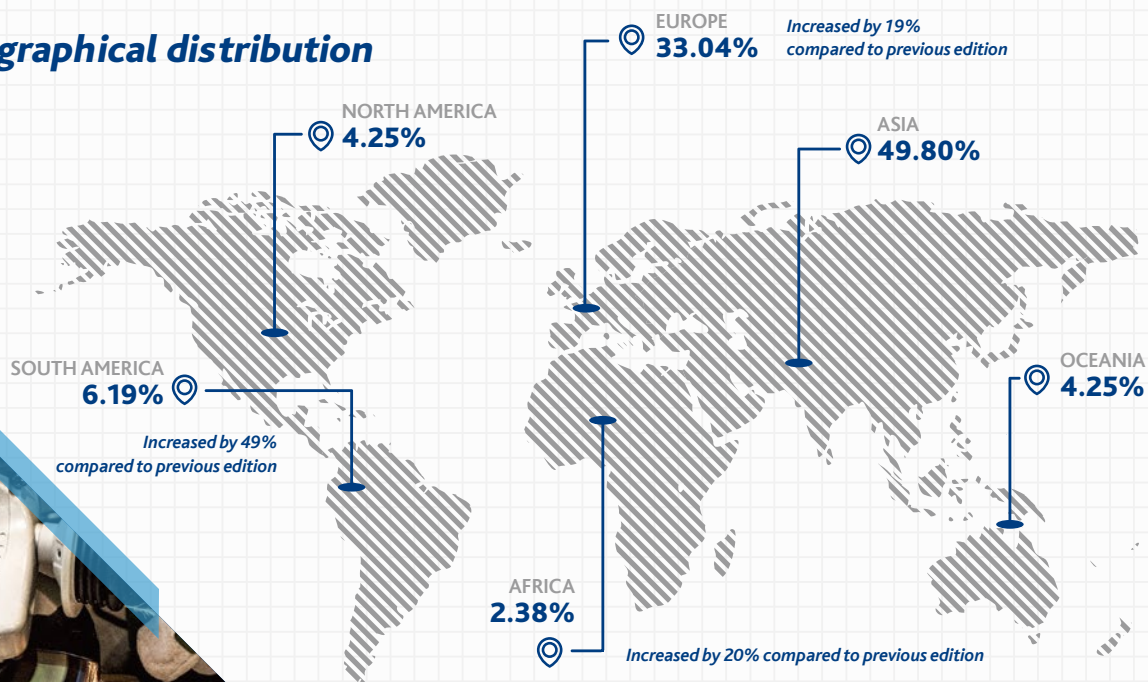 graphical distribution
EUROPE
33.04%
Increased by 19%
compared to previous edition
NORTH AMERICA
4.25%
ASIA
49.80%
SOUTH AMERICA
6.19%
Increased by 49%
compared to previous edition
OCEANIA
4.25%
AFRICA
2.38%
Increased by 20% compared to previous edition